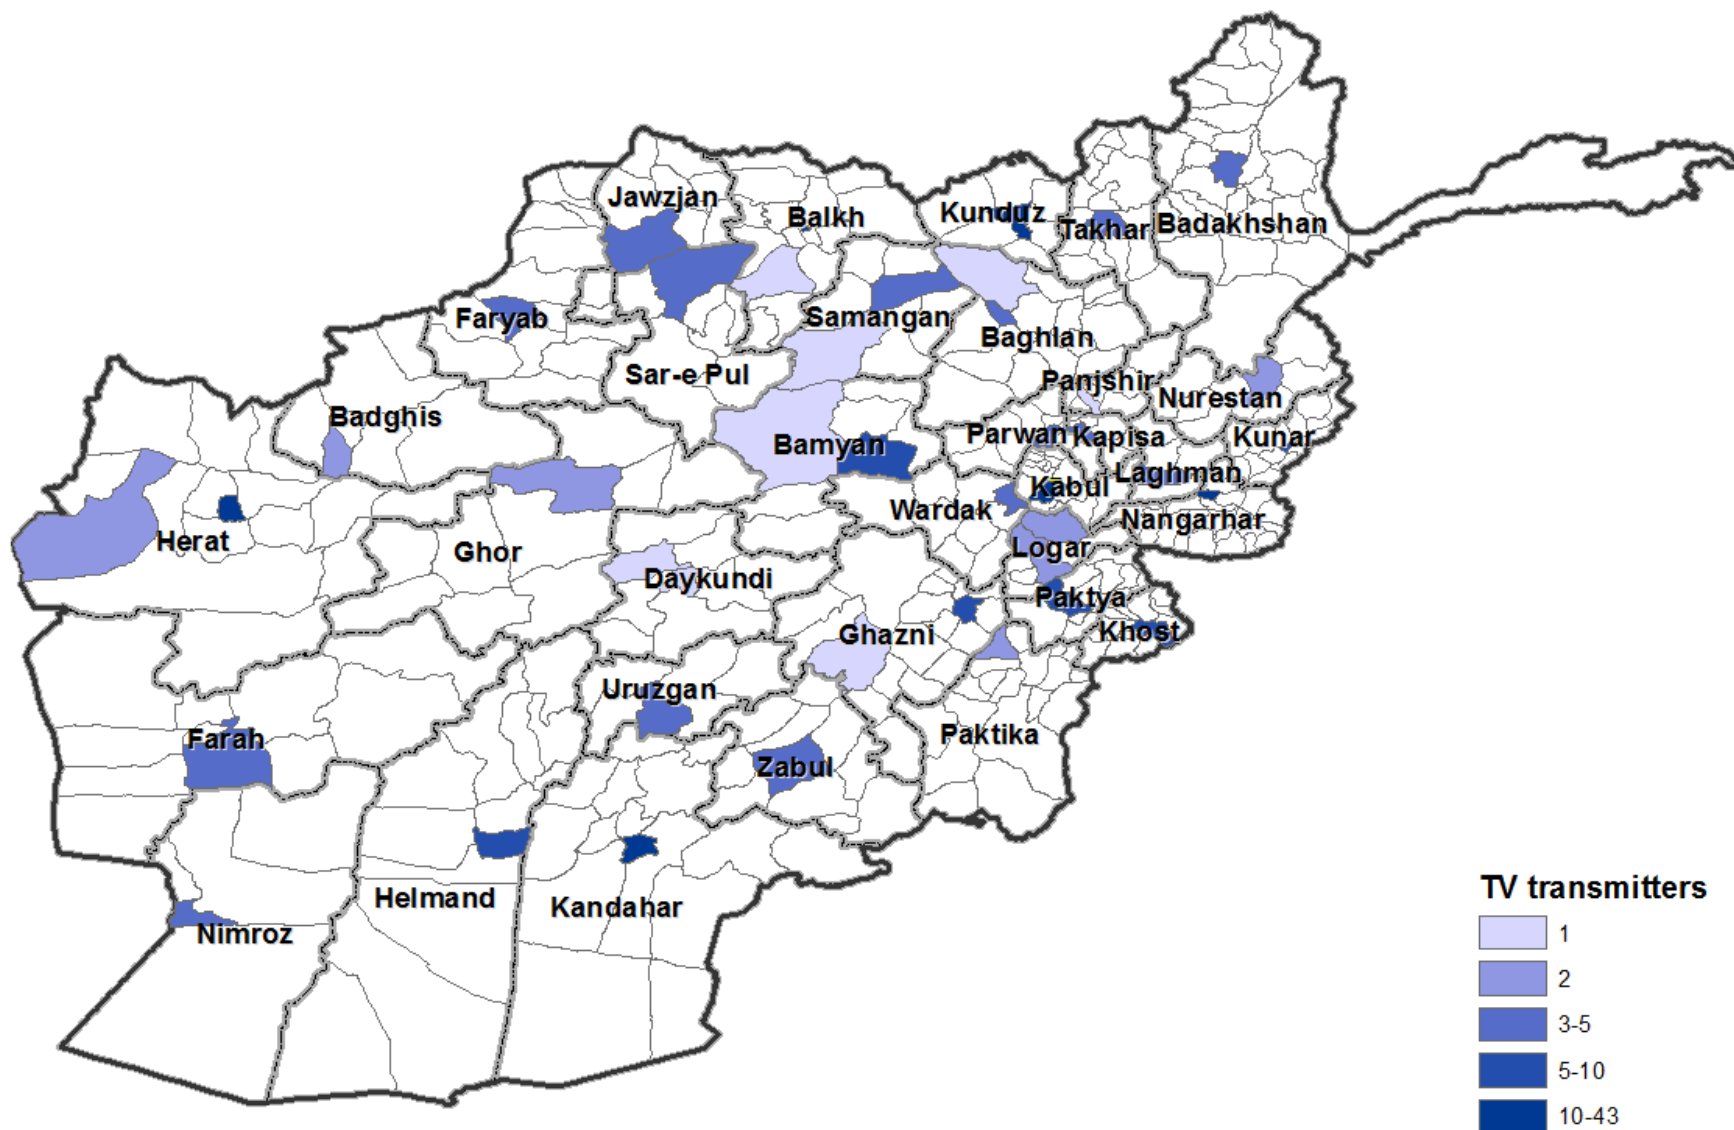 Jawzjan
Balkh
Kunduz
Takhar
Badakhshan
Faryab
Samangan
Baghlan
Sar-e Pul
Panjshir
Nurestan
Badghis
Bamyan
Parwan
Kapisa
Kunar
Laghman
Kabul
Wardak
Nangarhar
Herat
Ghor
Logar
Daykundi
Paktya
Ghazni
Khost
Uruzgan
Farah
Paktika
Zabul
Helmand
Kandahar
Nimroz
TV transmitters
1
2
3-5
5-10
10-43